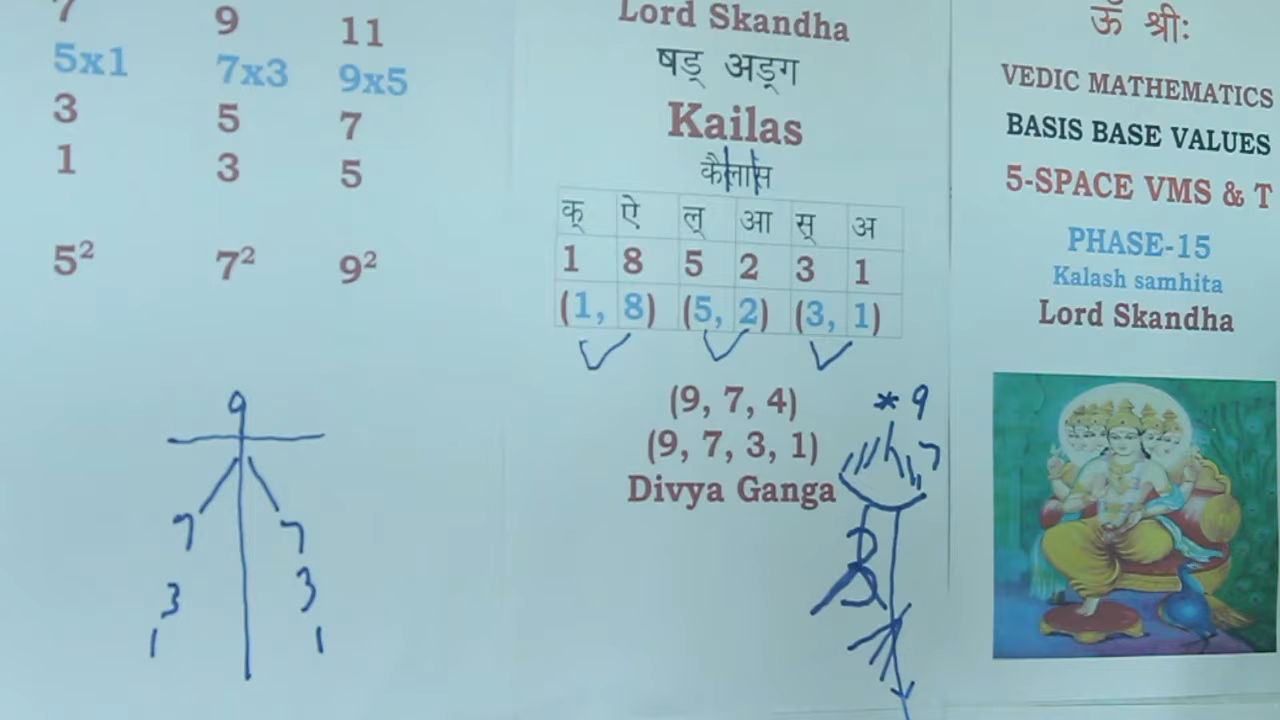 7 9 11
5x1 7x3 9x5
3 5 7
1 3 5
5² 7² 9²
9
7 7
3 3
1 1
Lord Skandha
षड् अड्ग
Kailas
कैलास
क् ऐ ल् आ स् अ
1 8 5 2 3 1
(1, 8) (5, 2) (3, 1)
(9, 7, 4)
(9, 7, 3, 1)
Divya Ganga
* 9
7
ॐ श्रीः
VEDIC MATHEMATICS
BASIS BASE VALUES
5-SPACE VMS & T
PHASE-15
Kalash samhita
Lord Skandha